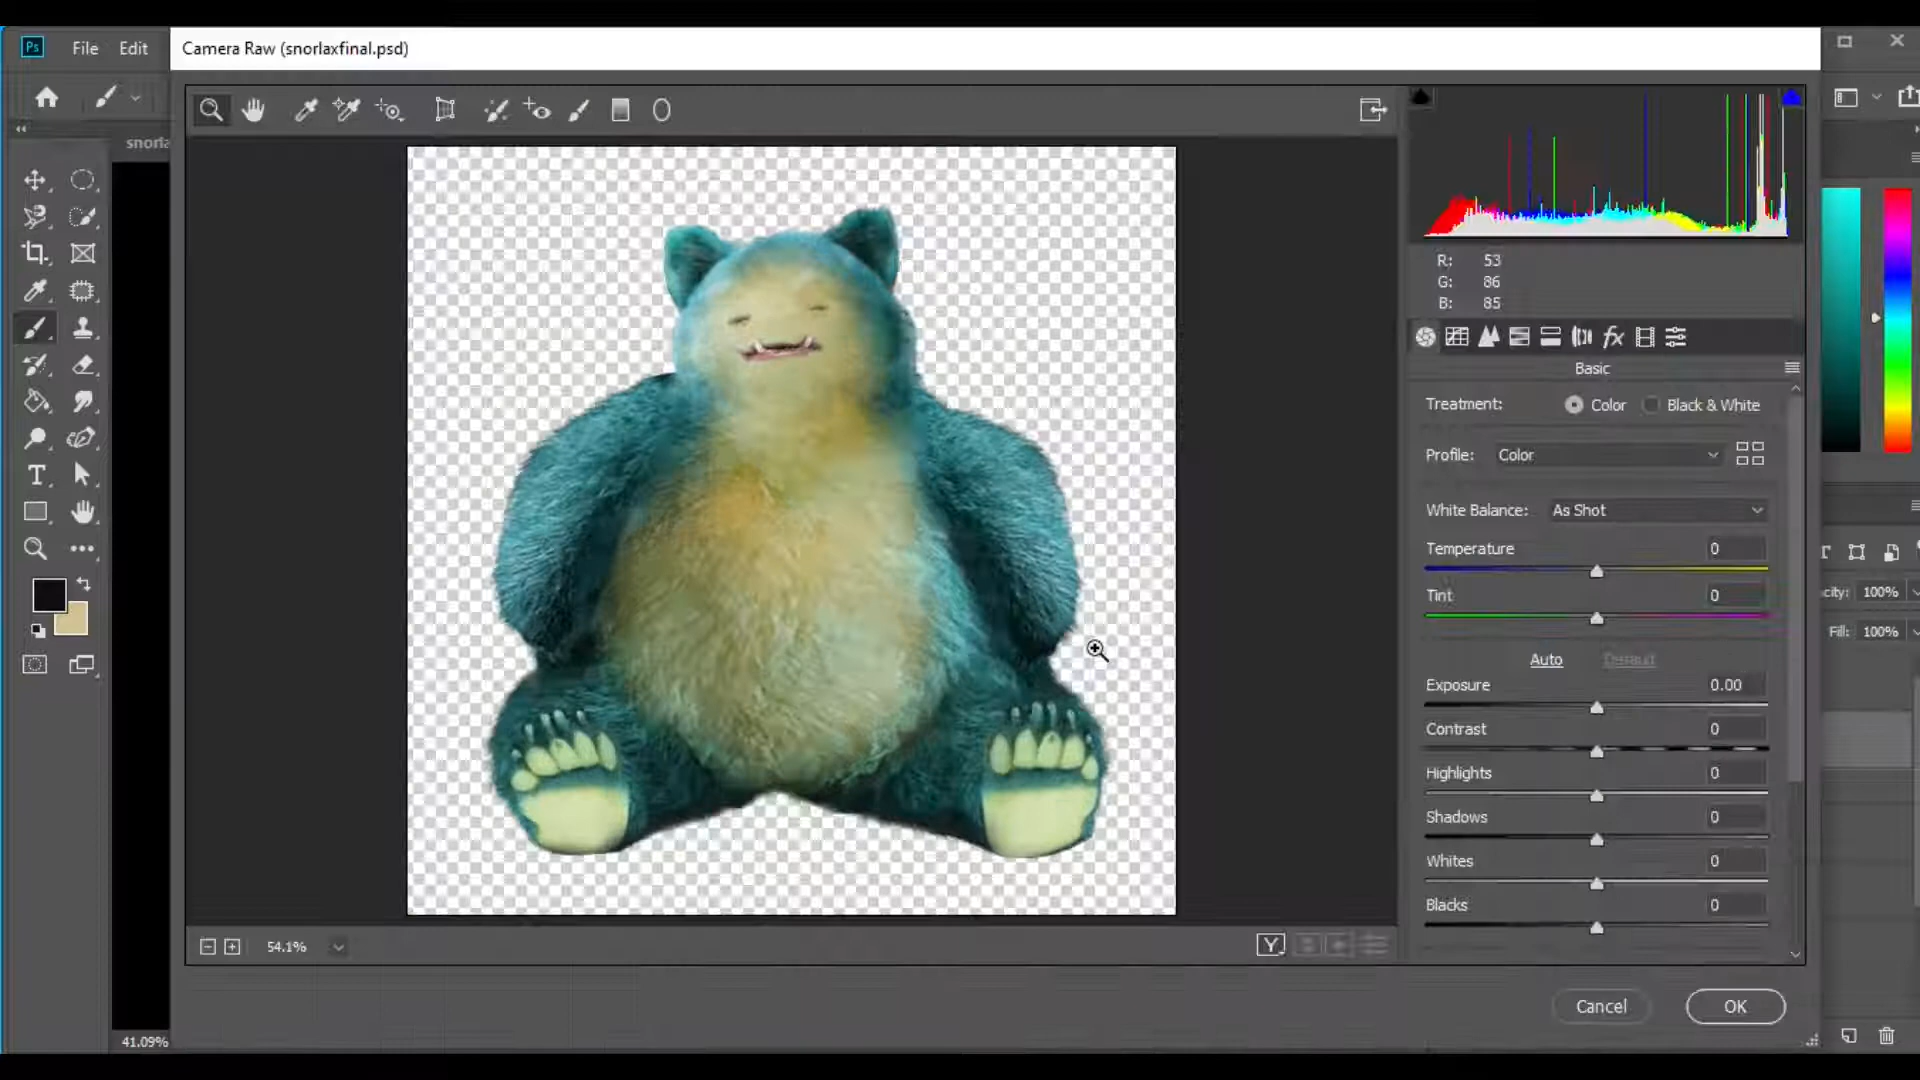 Ps File Edit
Camera Raw (snorlaxfinal.psd)
snorla
R: 53
G: 86
B: 85
fx
Basic
Treatment: Color Black & White
Profile: Color
White Balance: As Shot
Temperature 0
Tint 0
Auto Default
Exposure 0.00
Contrast 0
Highlights 0
Shadows 0
Whites 0
Blacks 0
acity: 100%
Fill: 100%
T
54.1%
Y
Cancel OK
41.09%